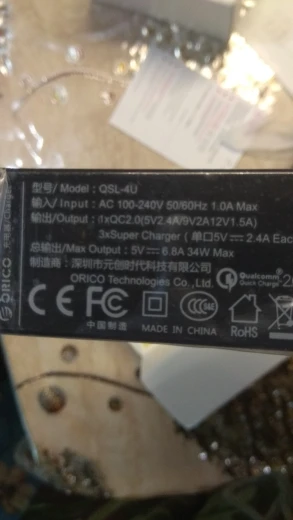 型号/ Model : QSL-4U
输入/ Input : AC 100-240V 50/60Hz 1.0A Max
输出/Output : 1xQC2.0(5V2.4A/9V2A12V1.5A)
3xSuper Charger ( 单口5V⎓ 2.4A Eac
总输出/Max Output : 5V⎓ 6.8A 34W Max
制造商 : 深圳市元创时代科技有限公司
ORICO Technologies Co.,Ltd.
Qualcomm
Quick Charge 2
ORICO
CE FC CCC RoHS
中国制造 MADE IN CHINA